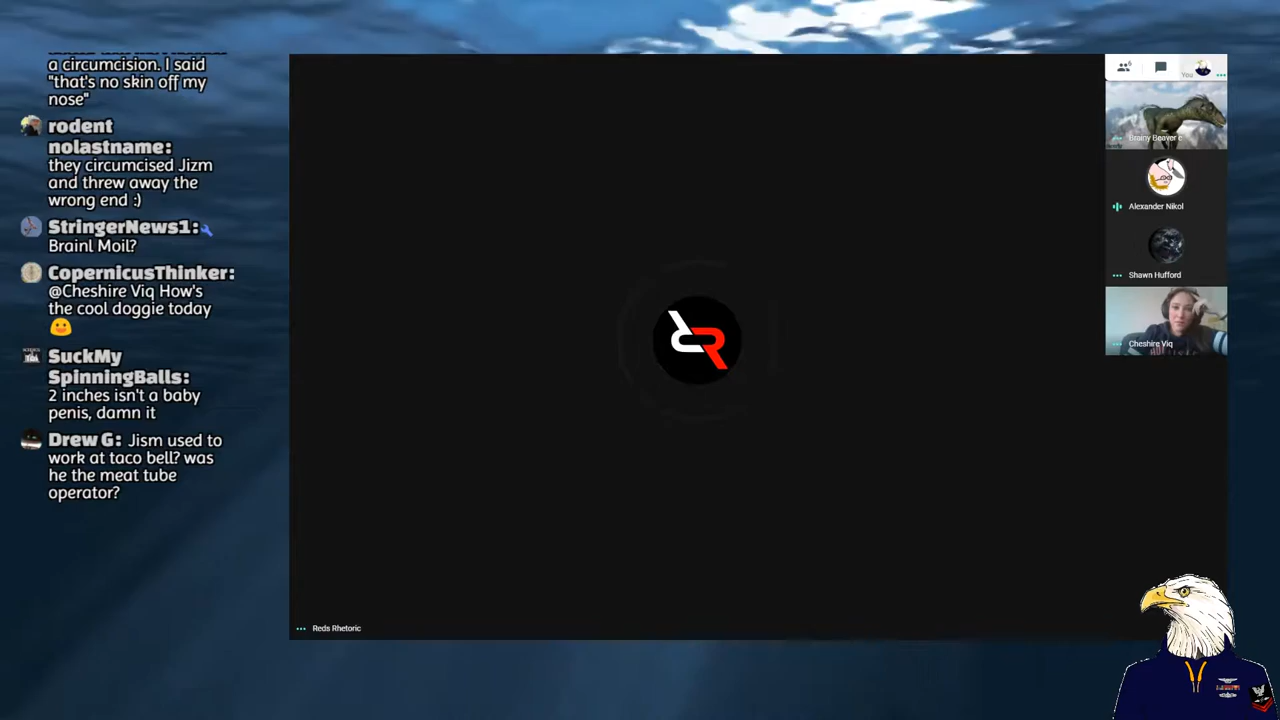 a circumcision. I said
"that's no skin off my
nose"
rodent
nolastname:
they circumcised Jizm
and threw away the
wrong end :)
StringerNews1:
Brainl Moil?
CopernicusThinker:
@Cheshire Viq How's
the cool doggie today
SuckMy
SpinningBalls:
2 inches isn't a baby
penis, damn it
Drew G: Jism used to
work at taco bell? was
he the meat tube
operator?
You
Brainy Beaver e
Alexander Nikol
Shawn Hufford
Cheshire Viq
Reds Rhetoric